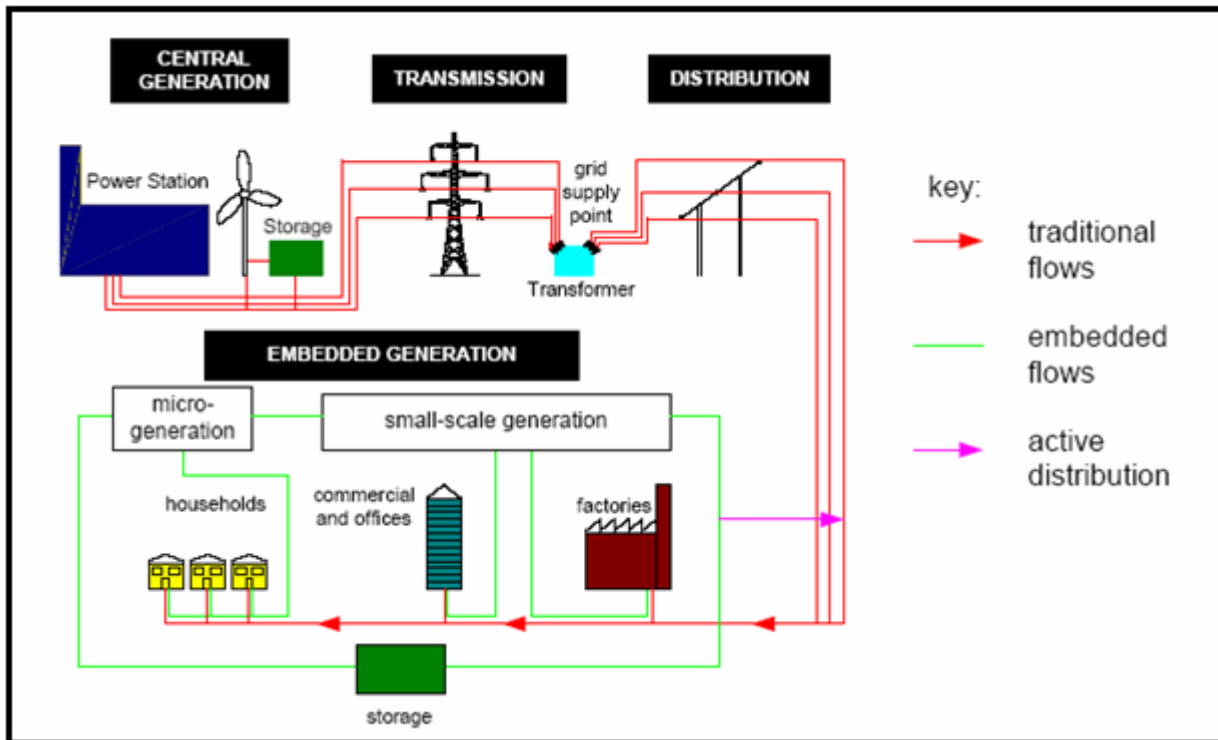 CENTRAL
GENERATION
TRANSMISSION
DISTRIBUTION
Power Station
Storage
grid
supply
point
Transformer
key:
traditional
flows
embedded
flows
active
distribution
EMBEDDED GENERATION
micro-
generation
small-scale generation
households
commercial
and offices
factories
storage